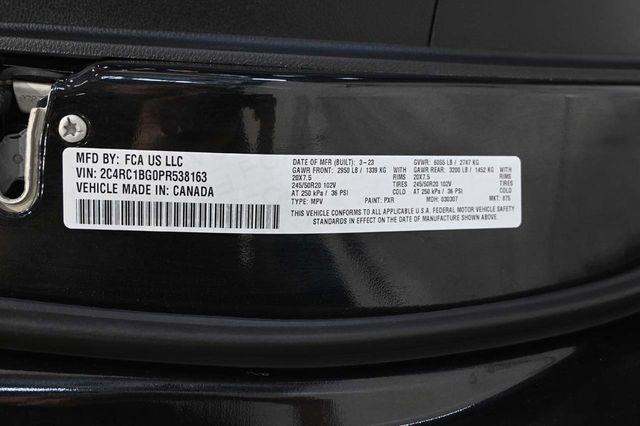 MFD BY: FCA US LLC
VIN: 2C4RC1BG0PR538163
VEHICLE MADE IN: CANADA
DATE OF MFR (BUILT): 3-23 GVWR: 6055 LB / 2747 KG
GAWR FRONT: 2950 LB / 1339 KG WITH GAWR REAR: 3200 LB / 1452 KG WITH
20X7.5 RIMS 20X7.5 RIMS
245/50R20 102V TIRES 245/50R20 102V TIRES
AT 250 kPa / 36 PSI COLD AT 250 kPa / 36 PSI COLD
TYPE: MPV PAINT: PXR MDH: 030307 MKT: 875
THIS VEHICLE CONFORMS TO ALL APPLICABLE U.S.A. FEDERAL MOTOR VEHICLE SAFETY
STANDARDS IN EFFECT ON THE DATE OF MANUFACTURE SHOWN ABOVE